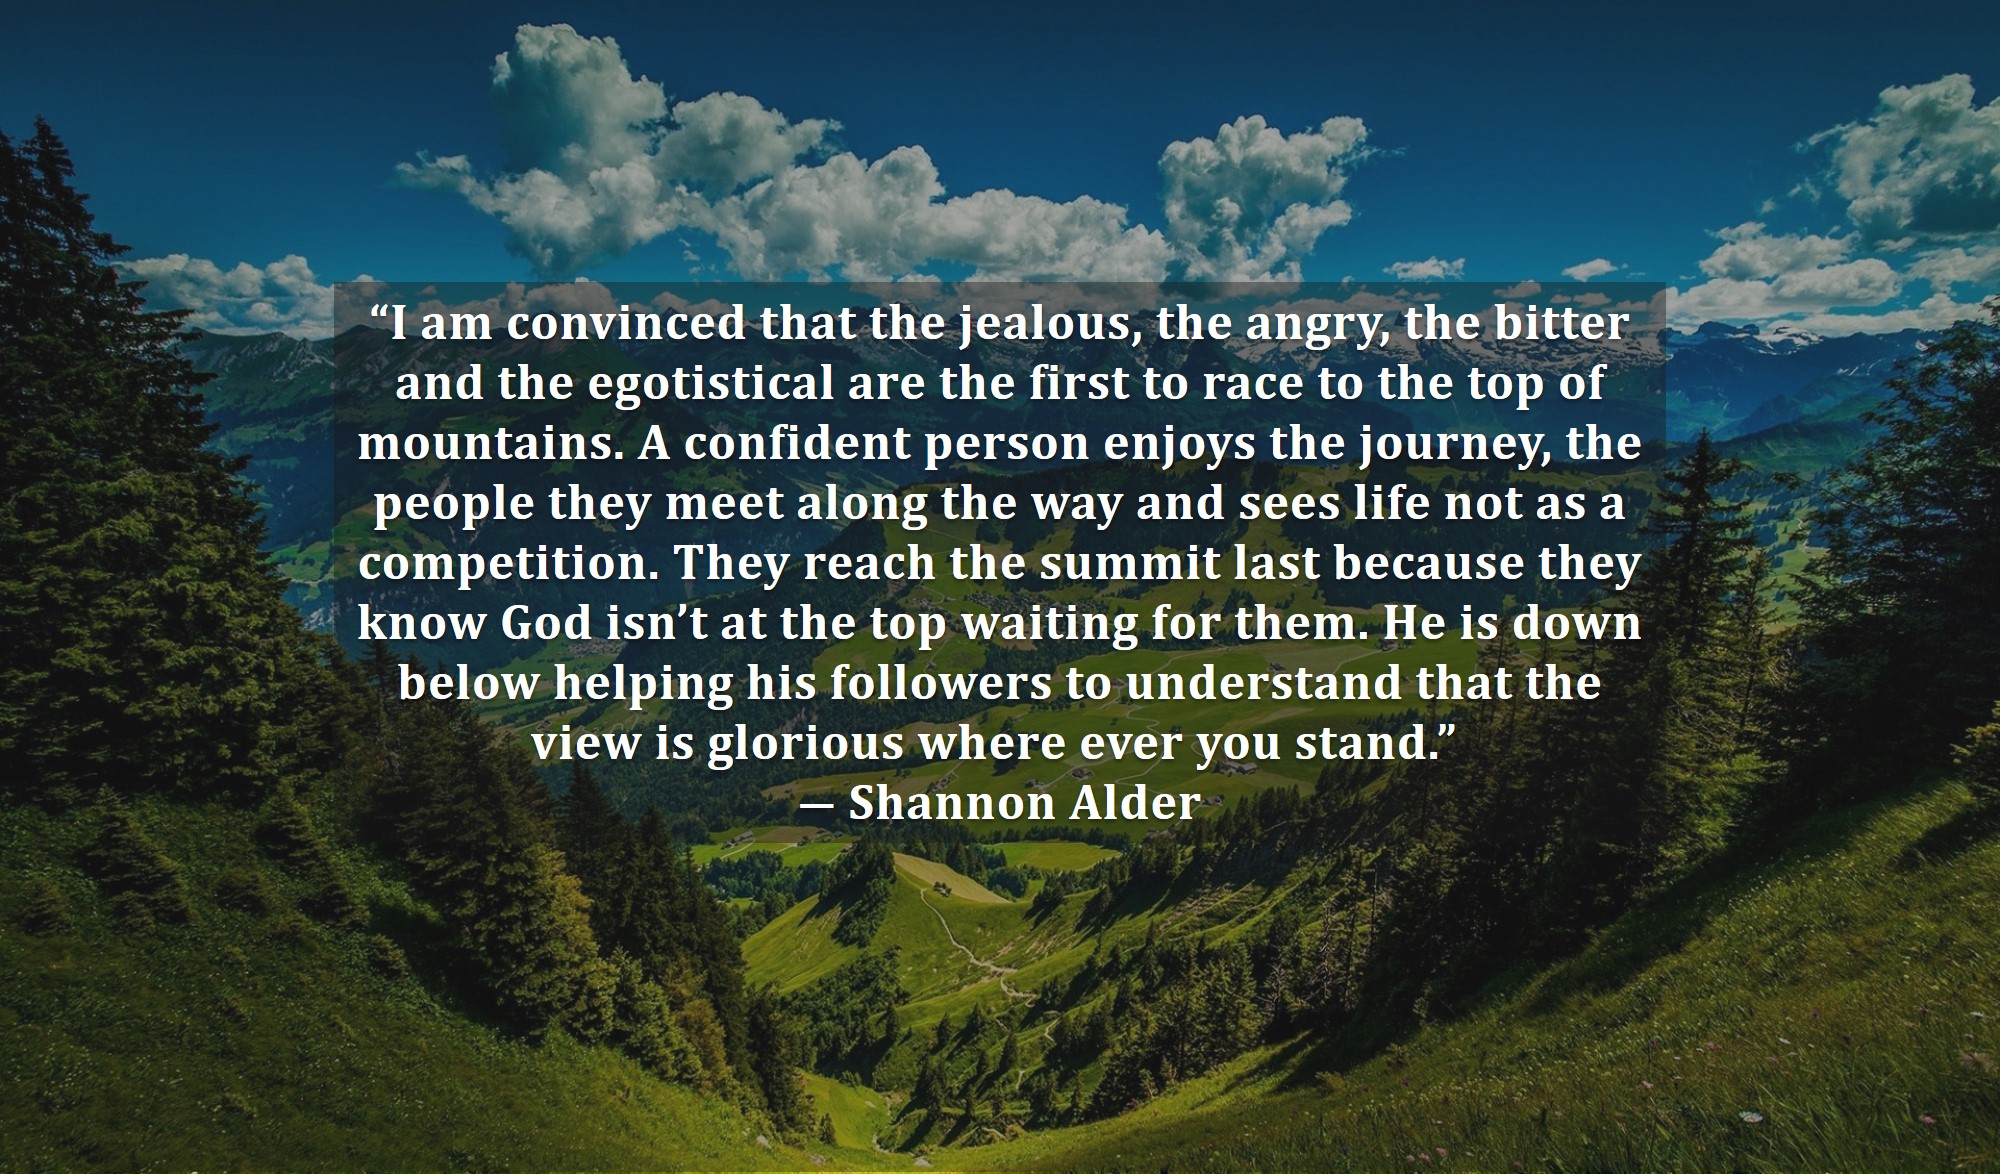 “I am convinced that the jealous, the angry, the bitter
and the egotistical are the first to race to the top of
mountains. A confident person enjoys the journey, the
people they meet along the way and sees life not as a
competition. They reach the summit last because they
know God isn’t at the top waiting for them. He is down
below helping his followers to understand that the
view is glorious where ever you stand.”
— Shannon Alder